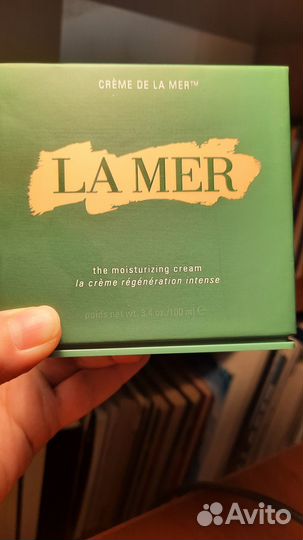 CRÈME DE LA MER™
LA MER
the moisturizing cream
la crème régénération intense
poids net wt. 3.4 oz./100 ml ℮
Avito